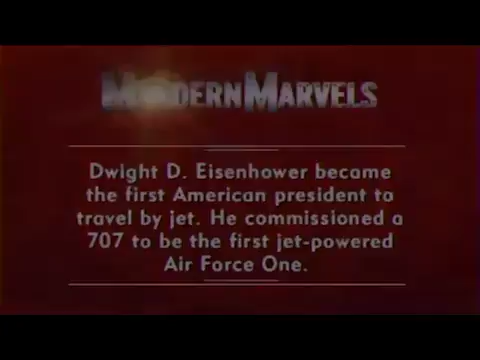 MODERN MARVELS
Dwight D. Eisenhower became
the first American president to
travel by jet. He commissioned a
707 to be the first jet-powered
Air Force One.